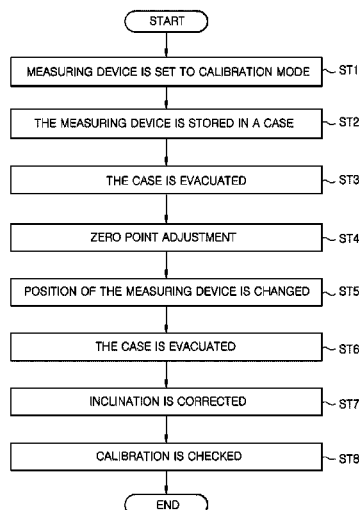 START
MEASURING DEVICE IS SET TO CALIBRATION MODE
ST1
THE MEASURING DEVICE IS STORED IN A CASE
ST2
THE CASE IS EVACUATED
ST3
ZERO POINT ADJUSTMENT
ST4
POSITION OF THE MEASURING DEVICE IS CHANGED
ST5
THE CASE IS EVACUATED
ST6
INCLINATION IS CORRECTED
ST7
CALIBRATION IS CHECKED
ST8
END